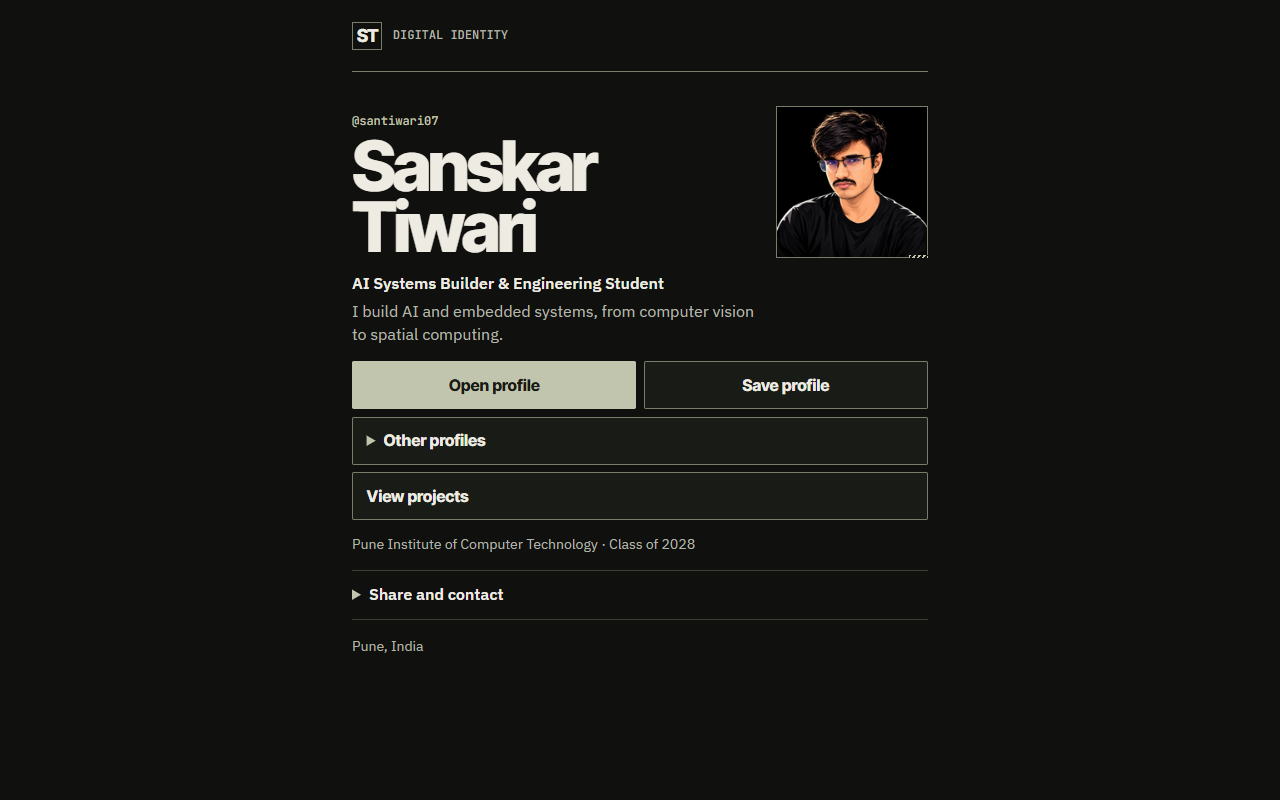 ST DIGITAL IDENTITY
@santiwari07
Sanskar
Tiwari
AI Systems Builder & Engineering Student
I build AI and embedded systems, from computer vision
to spatial computing.
Open profile
Save profile
Other profiles
View projects
Pune Institute of Computer Technology · Class of 2028
Share and contact
Pune, India